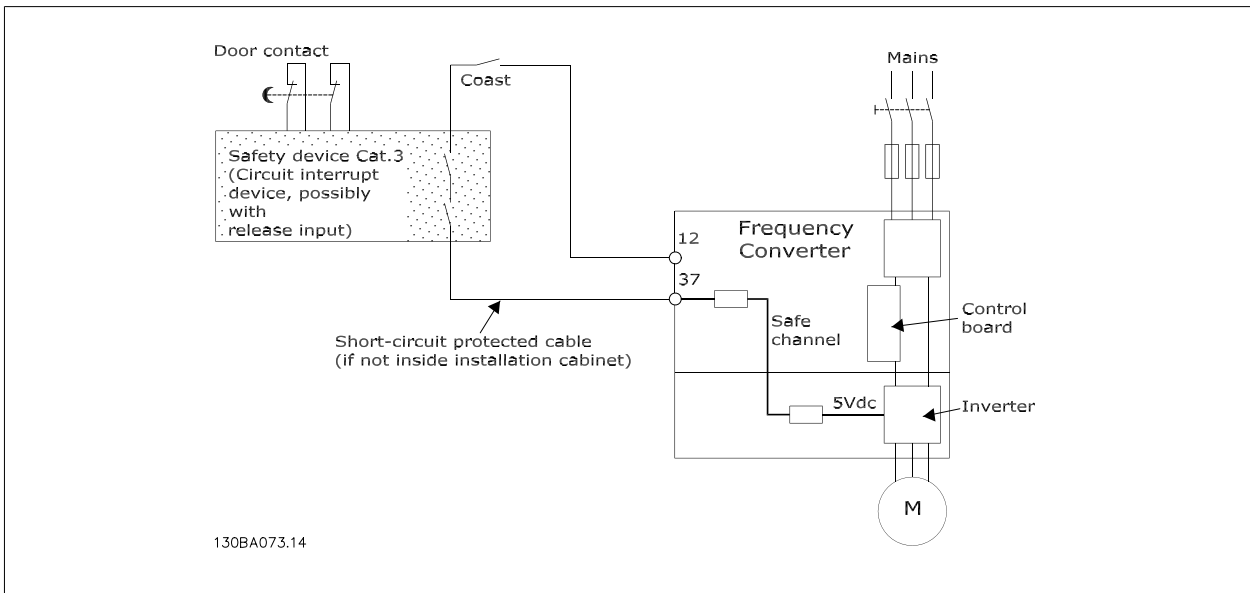 Door contact
Coast
Mains
Safety device Cat.3
(Circuit interrupt
device, possibly
with
release input)
Frequency
Converter
12
37
Safe
channel
Control
board
Short-circuit protected cable
(if not inside installation cabinet)
5Vdc
Inverter
M
130BA073.14